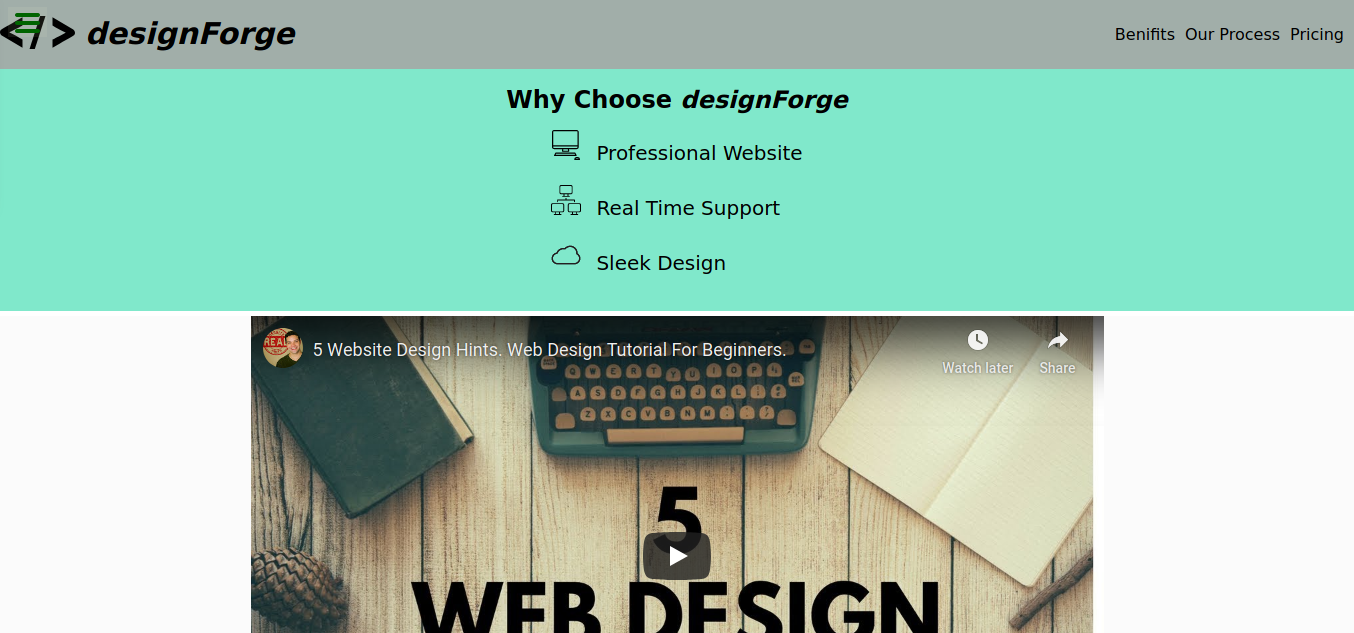 </> designForge
Benifits Our Process Pricing
Why Choose designForge
Professional Website
Real Time Support
Sleek Design
REAL
5 Website Design Hints. Web Design Tutorial For Beginners.
Watch later Share
Q W E R T Y U I O P
A S D F G H J K L
Z X C V B N M
5
WEB DESIGN